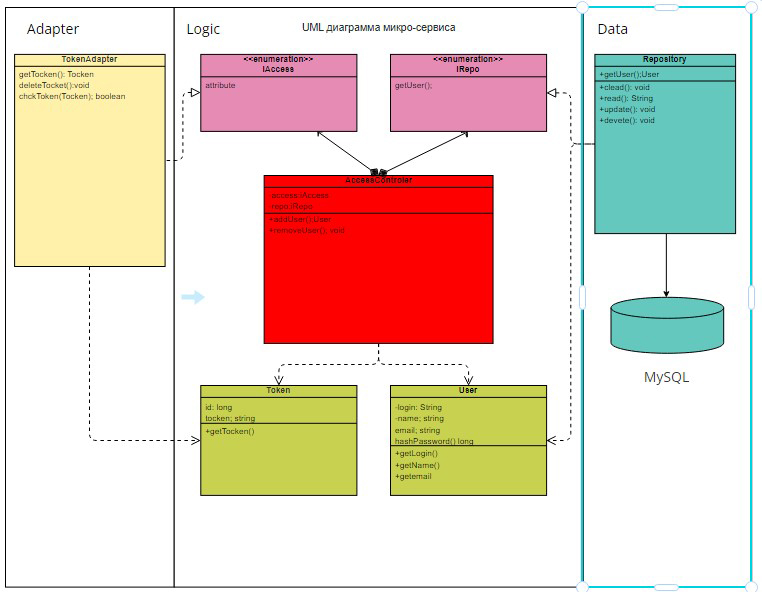 Adapter
Logic
UML диаграмма микро-сервиса
Data
TokenAdapter
getTocken(): Tocken
deleteTocket():void
chckToken(Tocken); boolean
<<enumeration>>
IAccess
attribute
<<enumeration>>
IRepo
getUser();
Repository
+getUser();User
+clead(): void
+read(): String
+update(): void
+devete(): void
AccessControler
access:IAccess
repo:IRepo
+addUser():User
+removeUser(): void
MySQL
Token
id: long
tocken; string
+getTocken()
User
-login: String
-name; string
email; string
hashPassword() long
+getLogin()
+getName()
+getemail